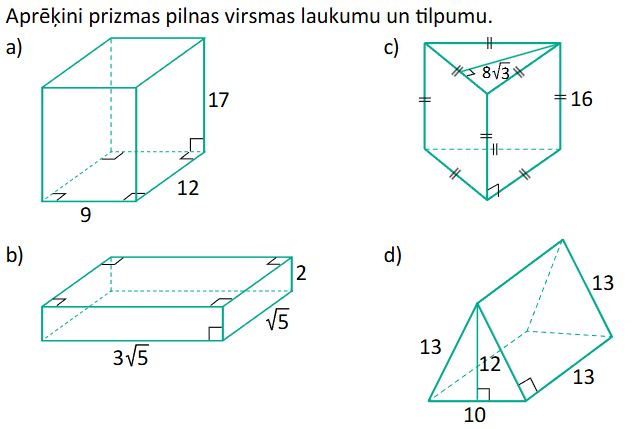 Aprēķini prizmas pilnas virsmas laukumu un tilpumu.
a)
17
12
9
c)
8√3
16
b)
2
√5
3√5
d)
13
13
12
13
10